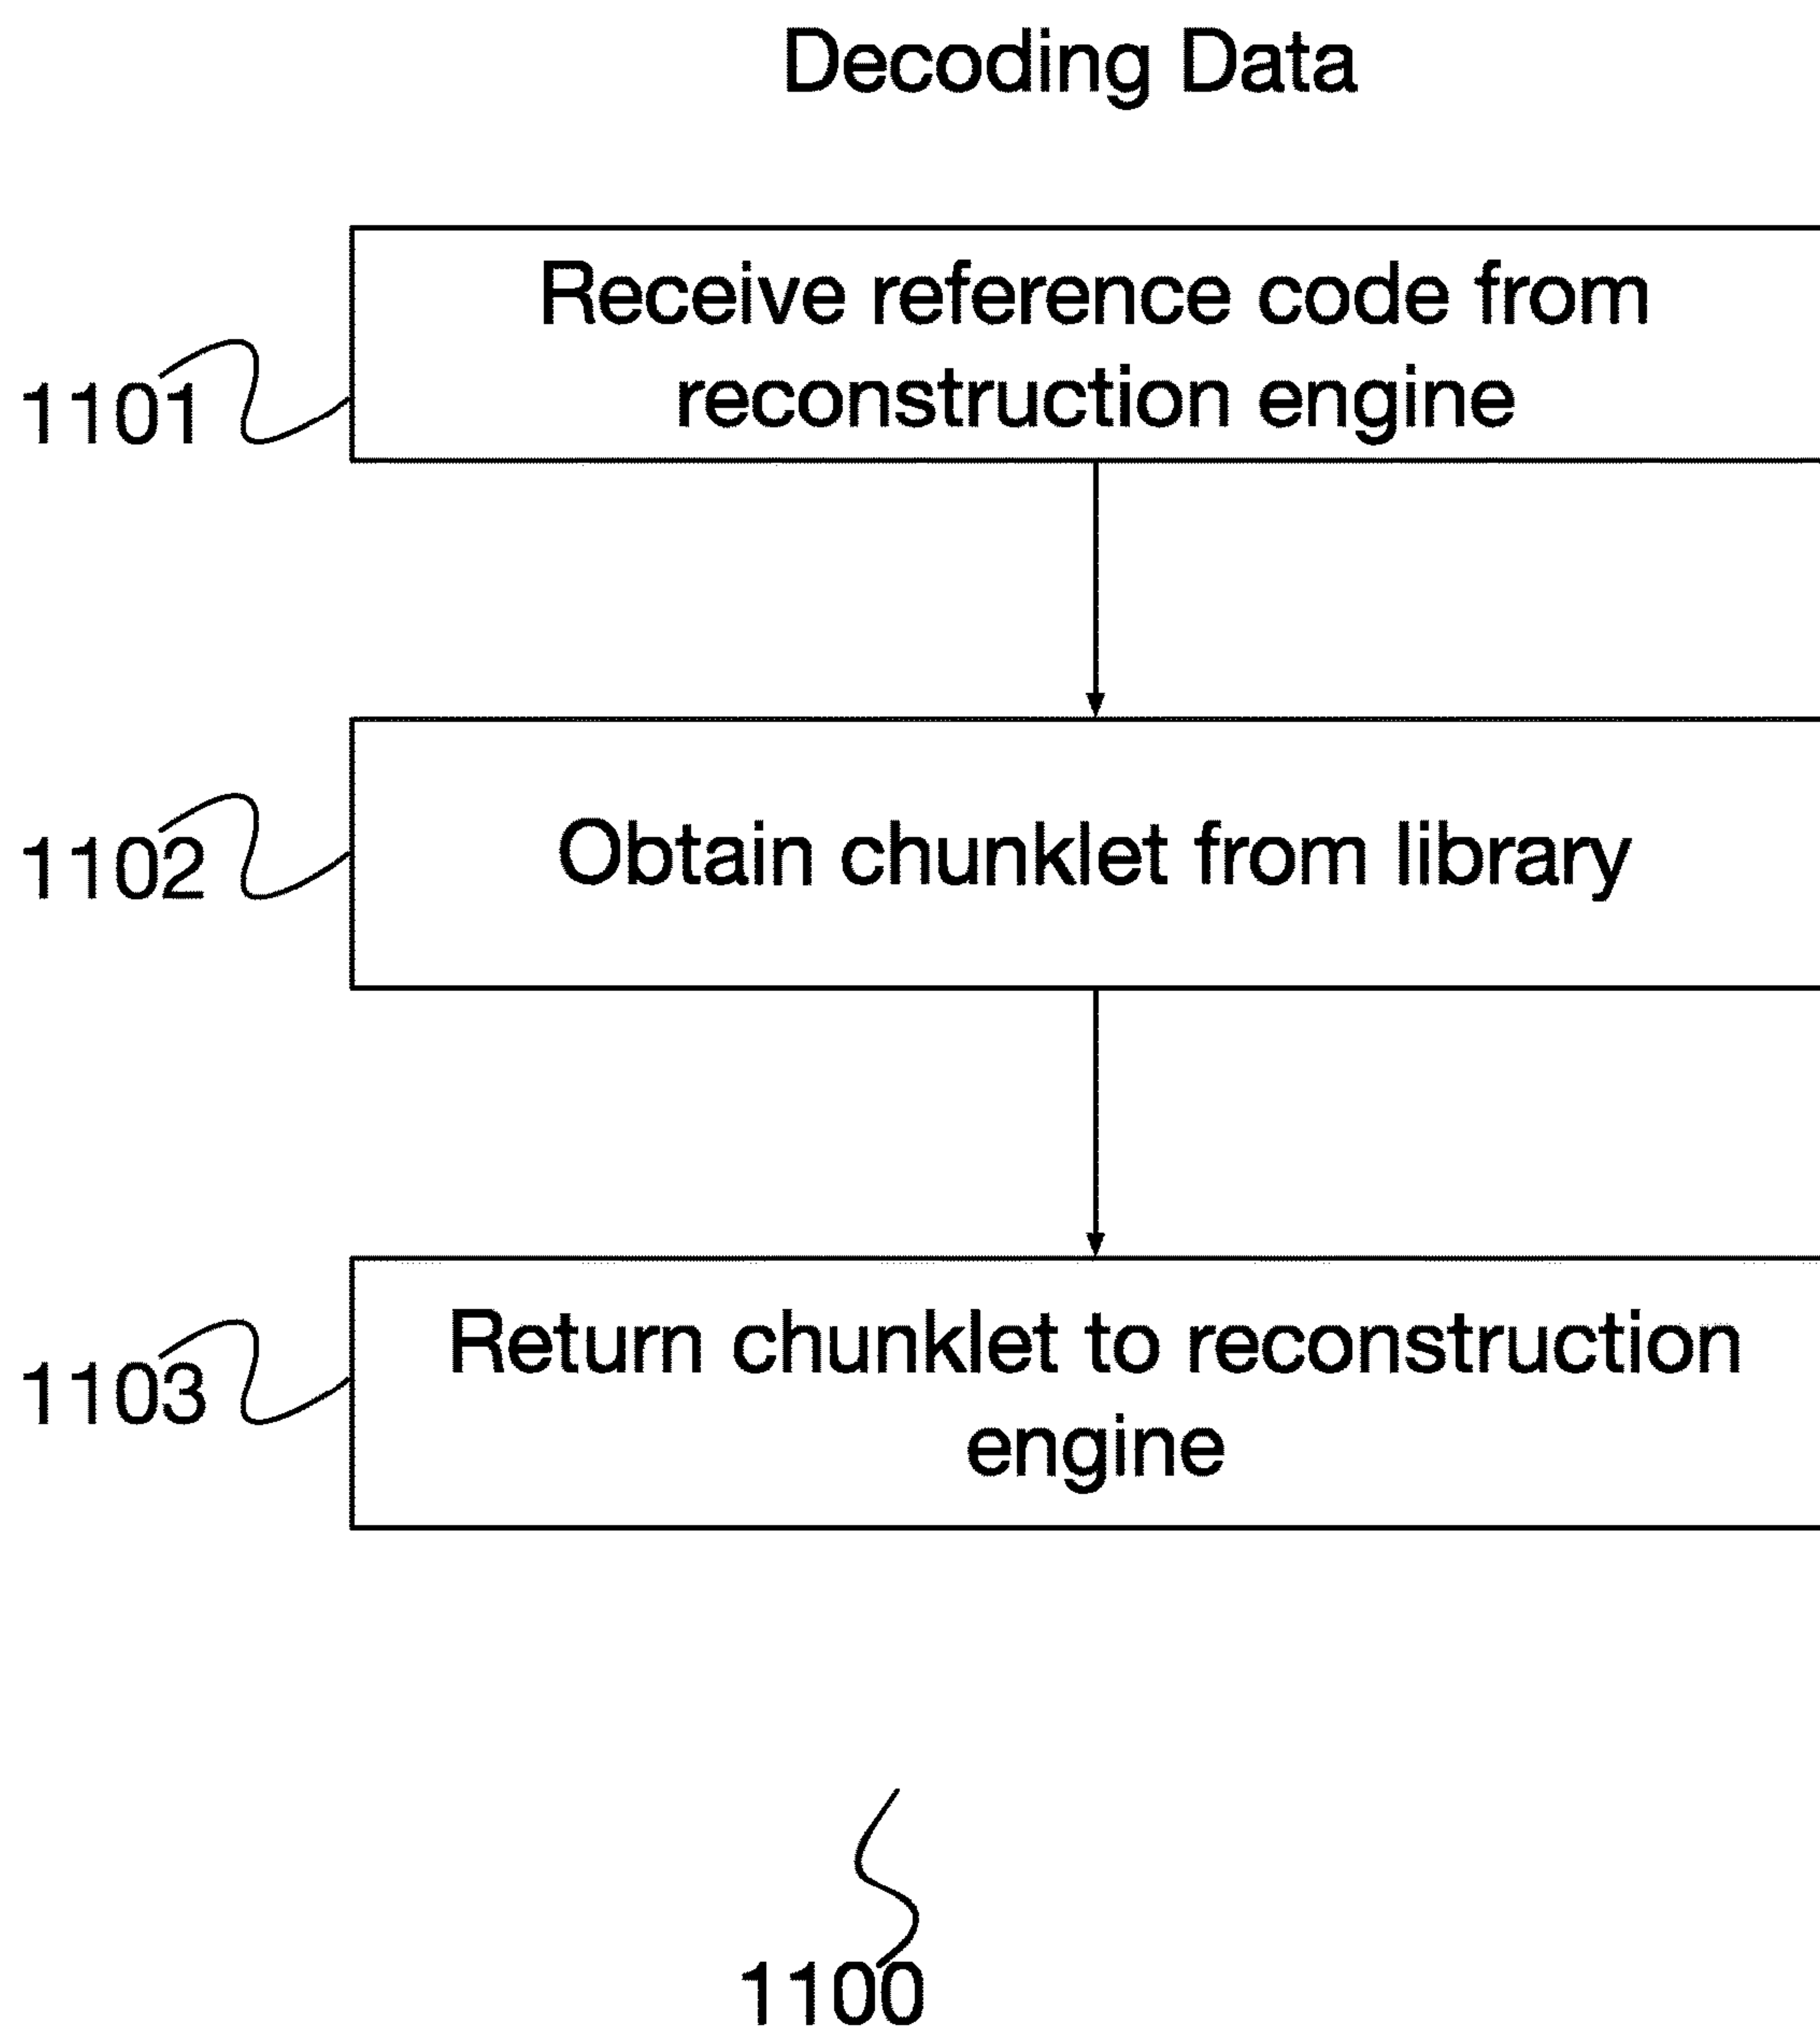 Decoding Data
Receive reference code from
reconstruction engine
1101
Obtain chunklet from library
1102
Return chunklet to reconstruction
engine
1103
1100